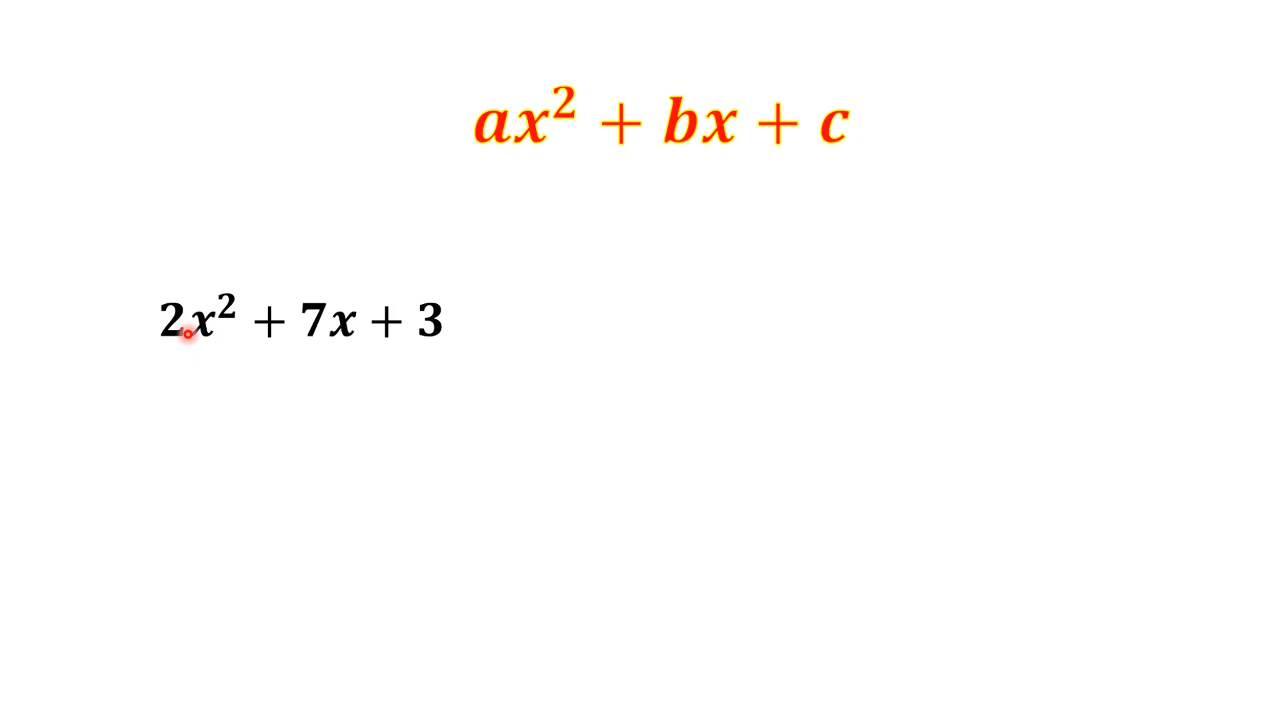 ax² + bx + c
2x² + 7x + 3